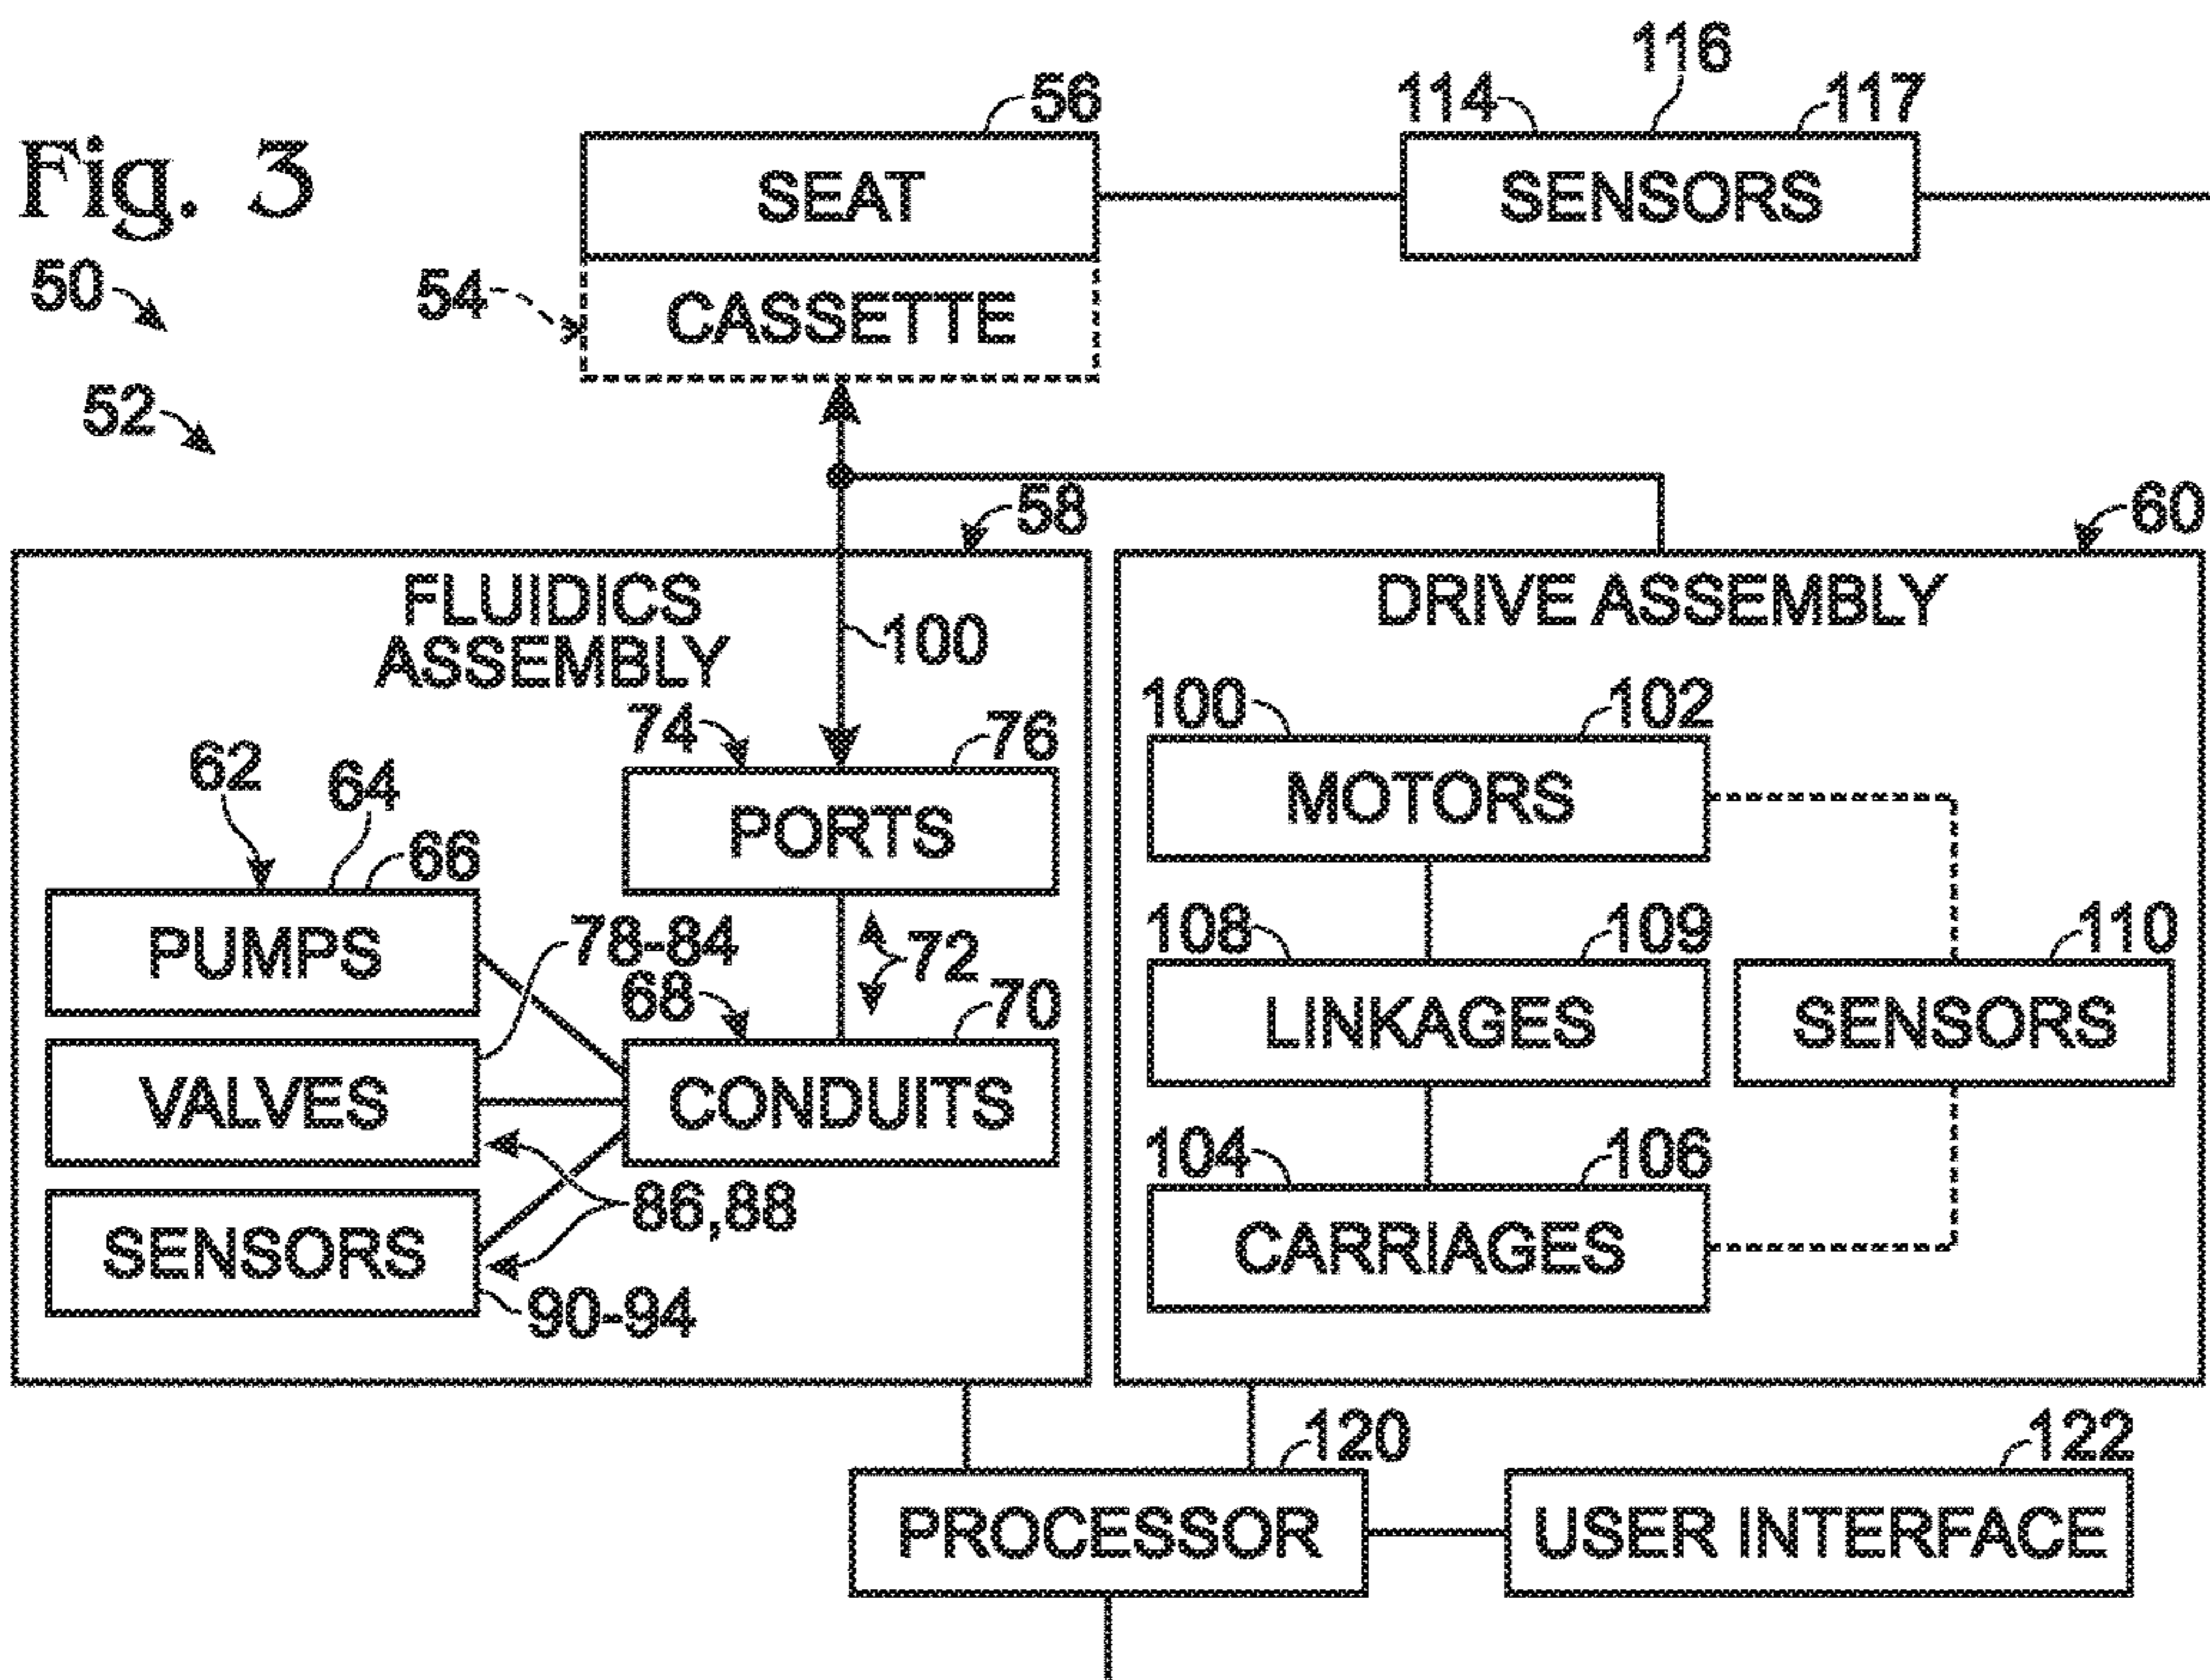 Fig. 3
50
52
54
56
SEAT
CASSETTE
114
116
117
SENSORS
58
FLUIDICS
ASSEMBLY
100
74
76
PORTS
62
64
66
PUMPS
78-84
72
68
70
VALVES
CONDUITS
86,88
SENSORS
90-94
60
DRIVE ASSEMBLY
100
102
MOTORS
108
109
LINKAGES
110
SENSORS
104
106
CARRIAGES
120
PROCESSOR
122
USER INTERFACE